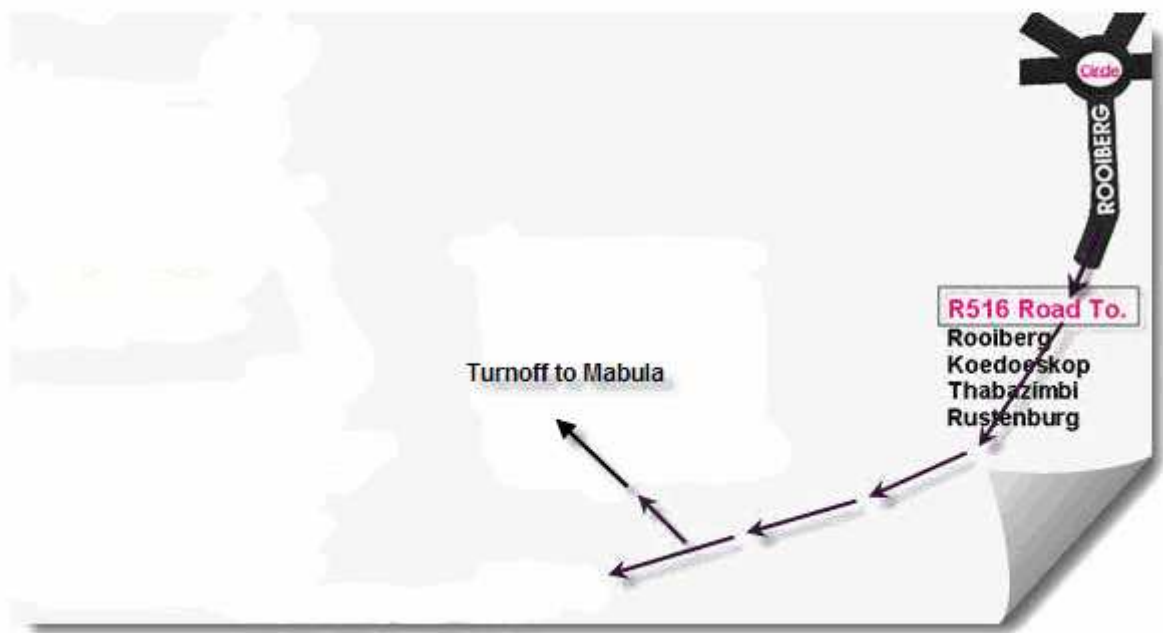 Circle
ROOIBERG
R516 Road To.
Rooiberg
Koedoeskop
Thabazimbi
Rustenburg
Turnoff to Mabula